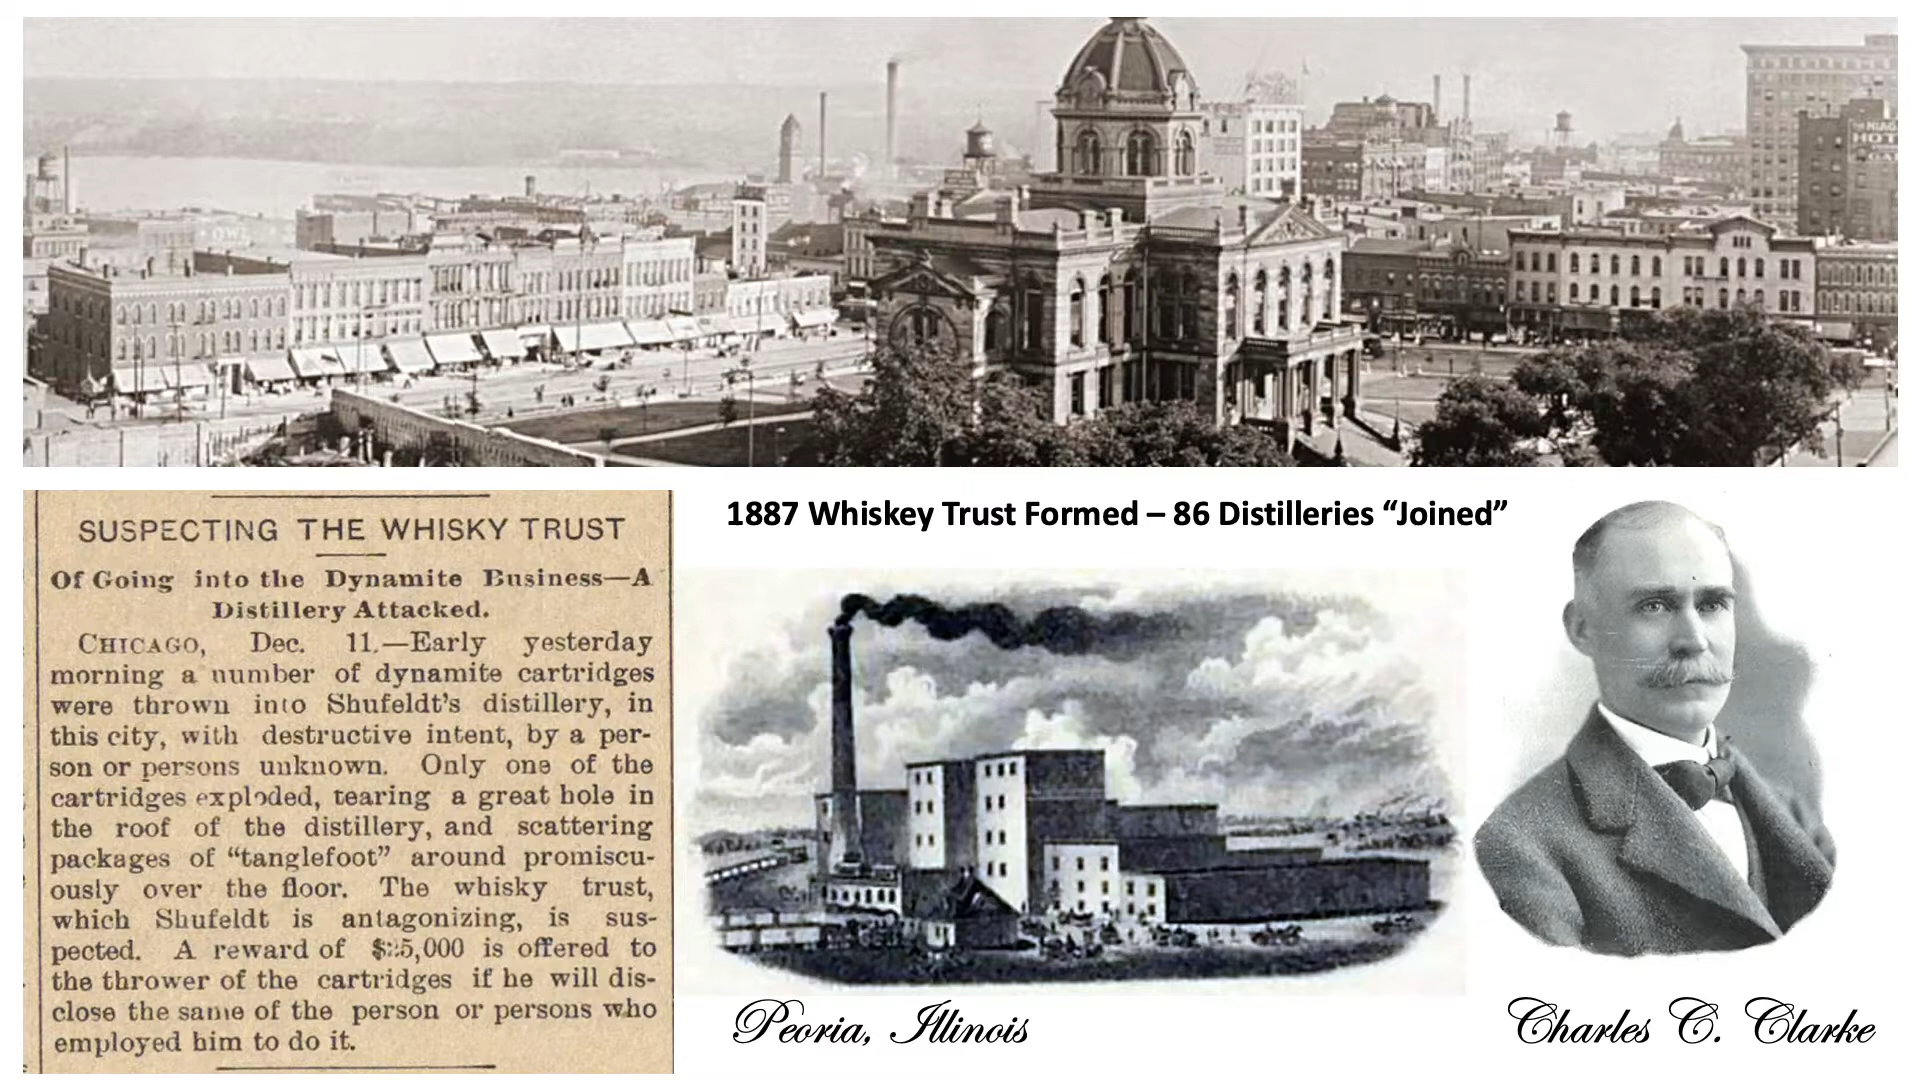 HOT
OWL
SUSPECTING THE WHISKY TRUST
Of Going into the Dynamite Business—A
Distillery Attacked.
CHICAGO, Dec. 11.—Early yesterday
morning a number of dynamite cartridges
were thrown into Shufeldt's distillery, in
this city, with destructive intent, by a per-
son or persons unknown. Only one of the
cartridges exploded, tearing a great hole in
the roof of the distillery, and scattering
packages of "tanglefoot" around promiscu-
ously over the floor. The whisky trust,
which Shufeldt is antagonizing, is sus-
pected. A reward of is offered to
the thrower of the cartridges if he will dis-
close the same of the person or persons who
employed him to do it.
1887 Whiskey Trust Formed – 86 Distilleries “Joined”
Peoria, Illinois
Charles C. Clarke